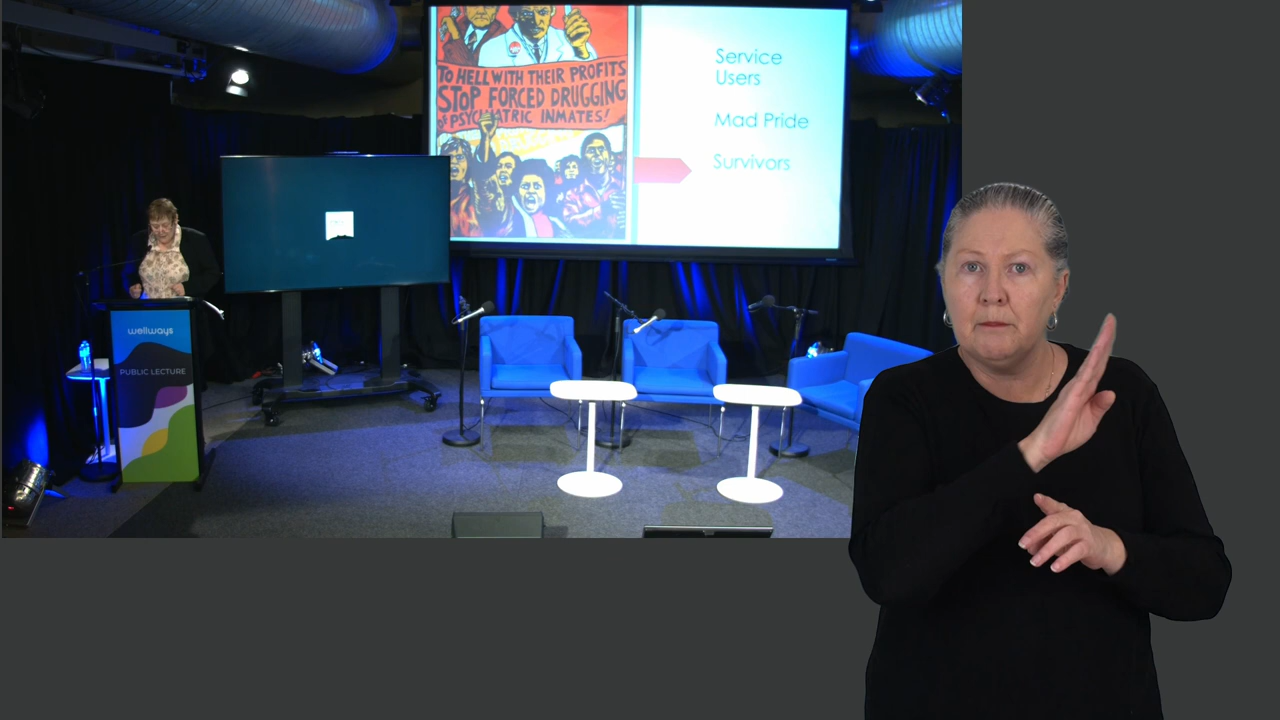 TO HELL WITH THEIR PROFITS
STOP FORCED DRUGGING
OF PSYCHIATRIC INMATES!
Service
Users
Mad Pride
Survivors
wellways
PUBLIC LECTURE